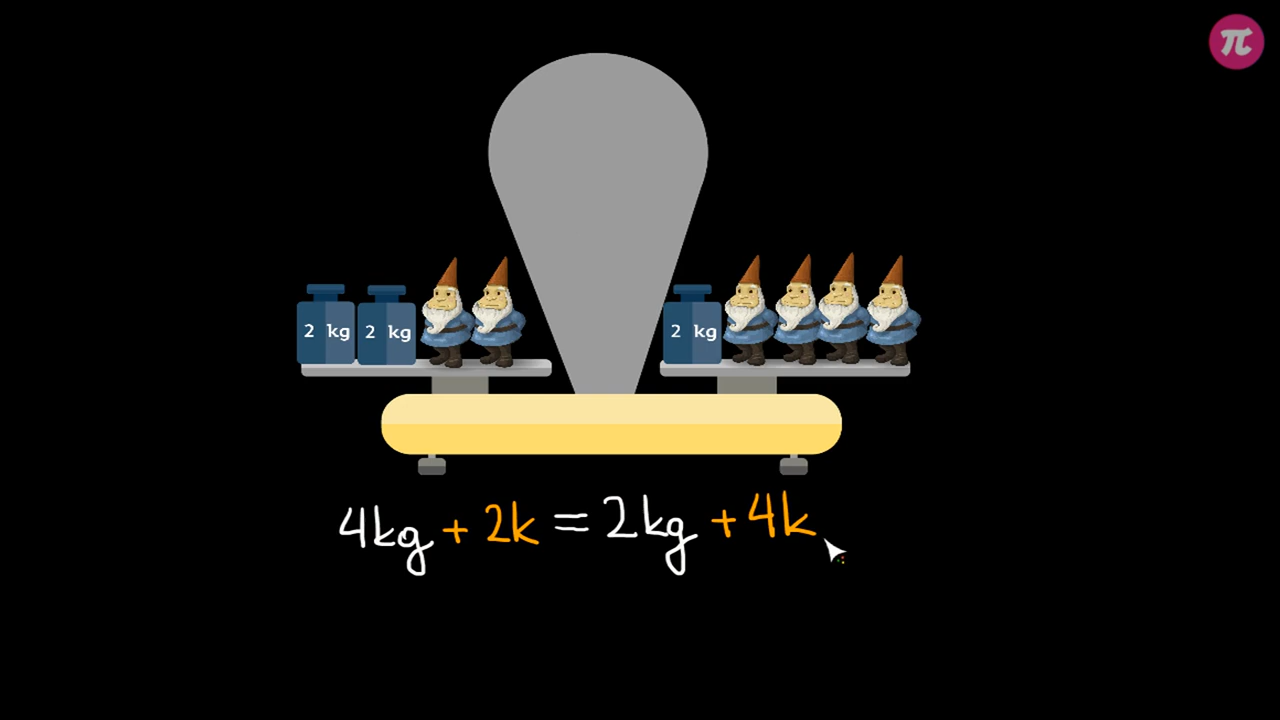 π
2 kg 2 kg 2 kg
4kg + 2k = 2kg + 4k